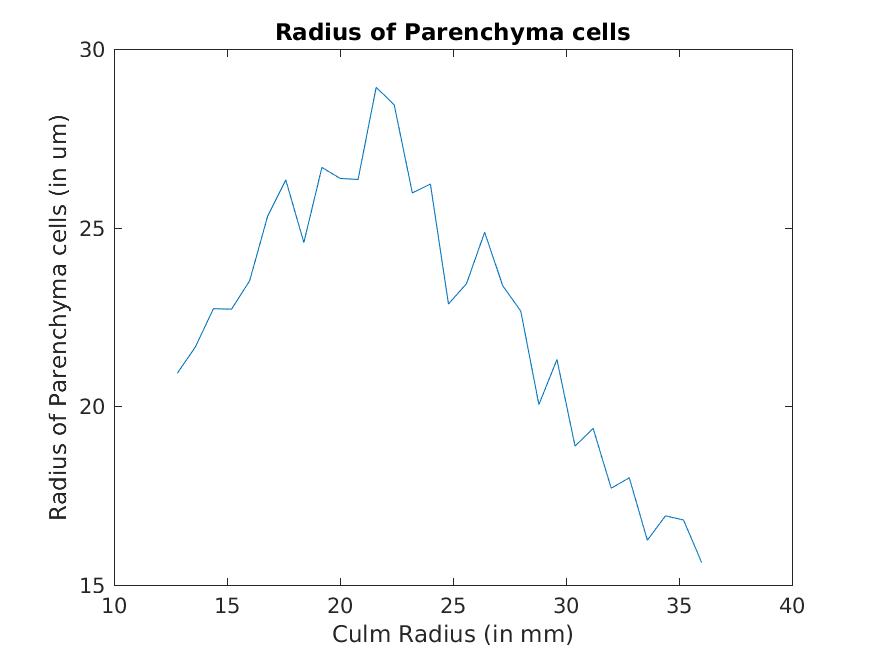 Radius of Parenchyma cells
30
25
20
15
Radius of Parenchyma cells (in um)
10 15 20 25 30 35 40
Culm Radius (in mm)